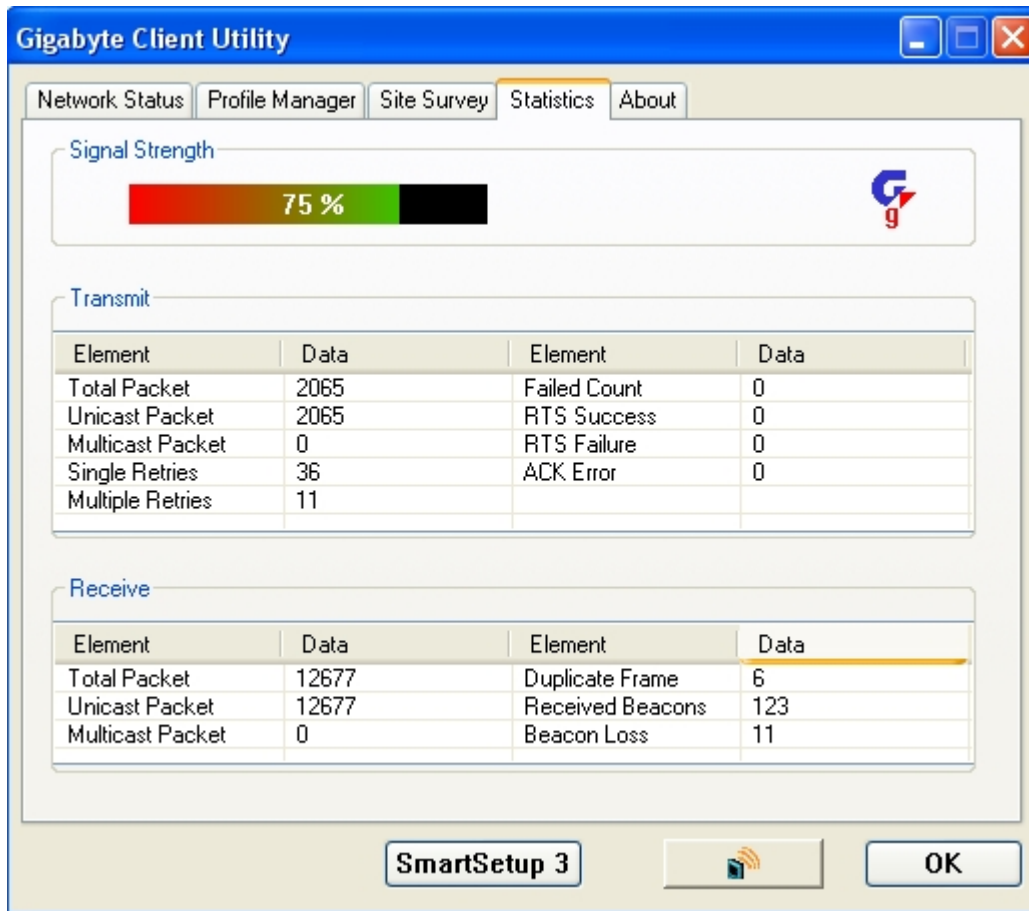 Gigabyte Client Utility
Network Status Profile Manager Site Survey Statistics About
Signal Strength
75 %
G
g
Transmit
Element Data Element Data
Total Packet 2065 Failed Count 0
Unicast Packet 2065 RTS Success 0
Multicast Packet 0 RTS Failure 0
Single Retries 36 ACK Error 0
Multiple Retries 11
Receive
Element Data Element Data
Total Packet 12677 Duplicate Frame 6
Unicast Packet 12677 Received Beacons 123
Multicast Packet 0 Beacon Loss 11
SmartSetup 3 OK